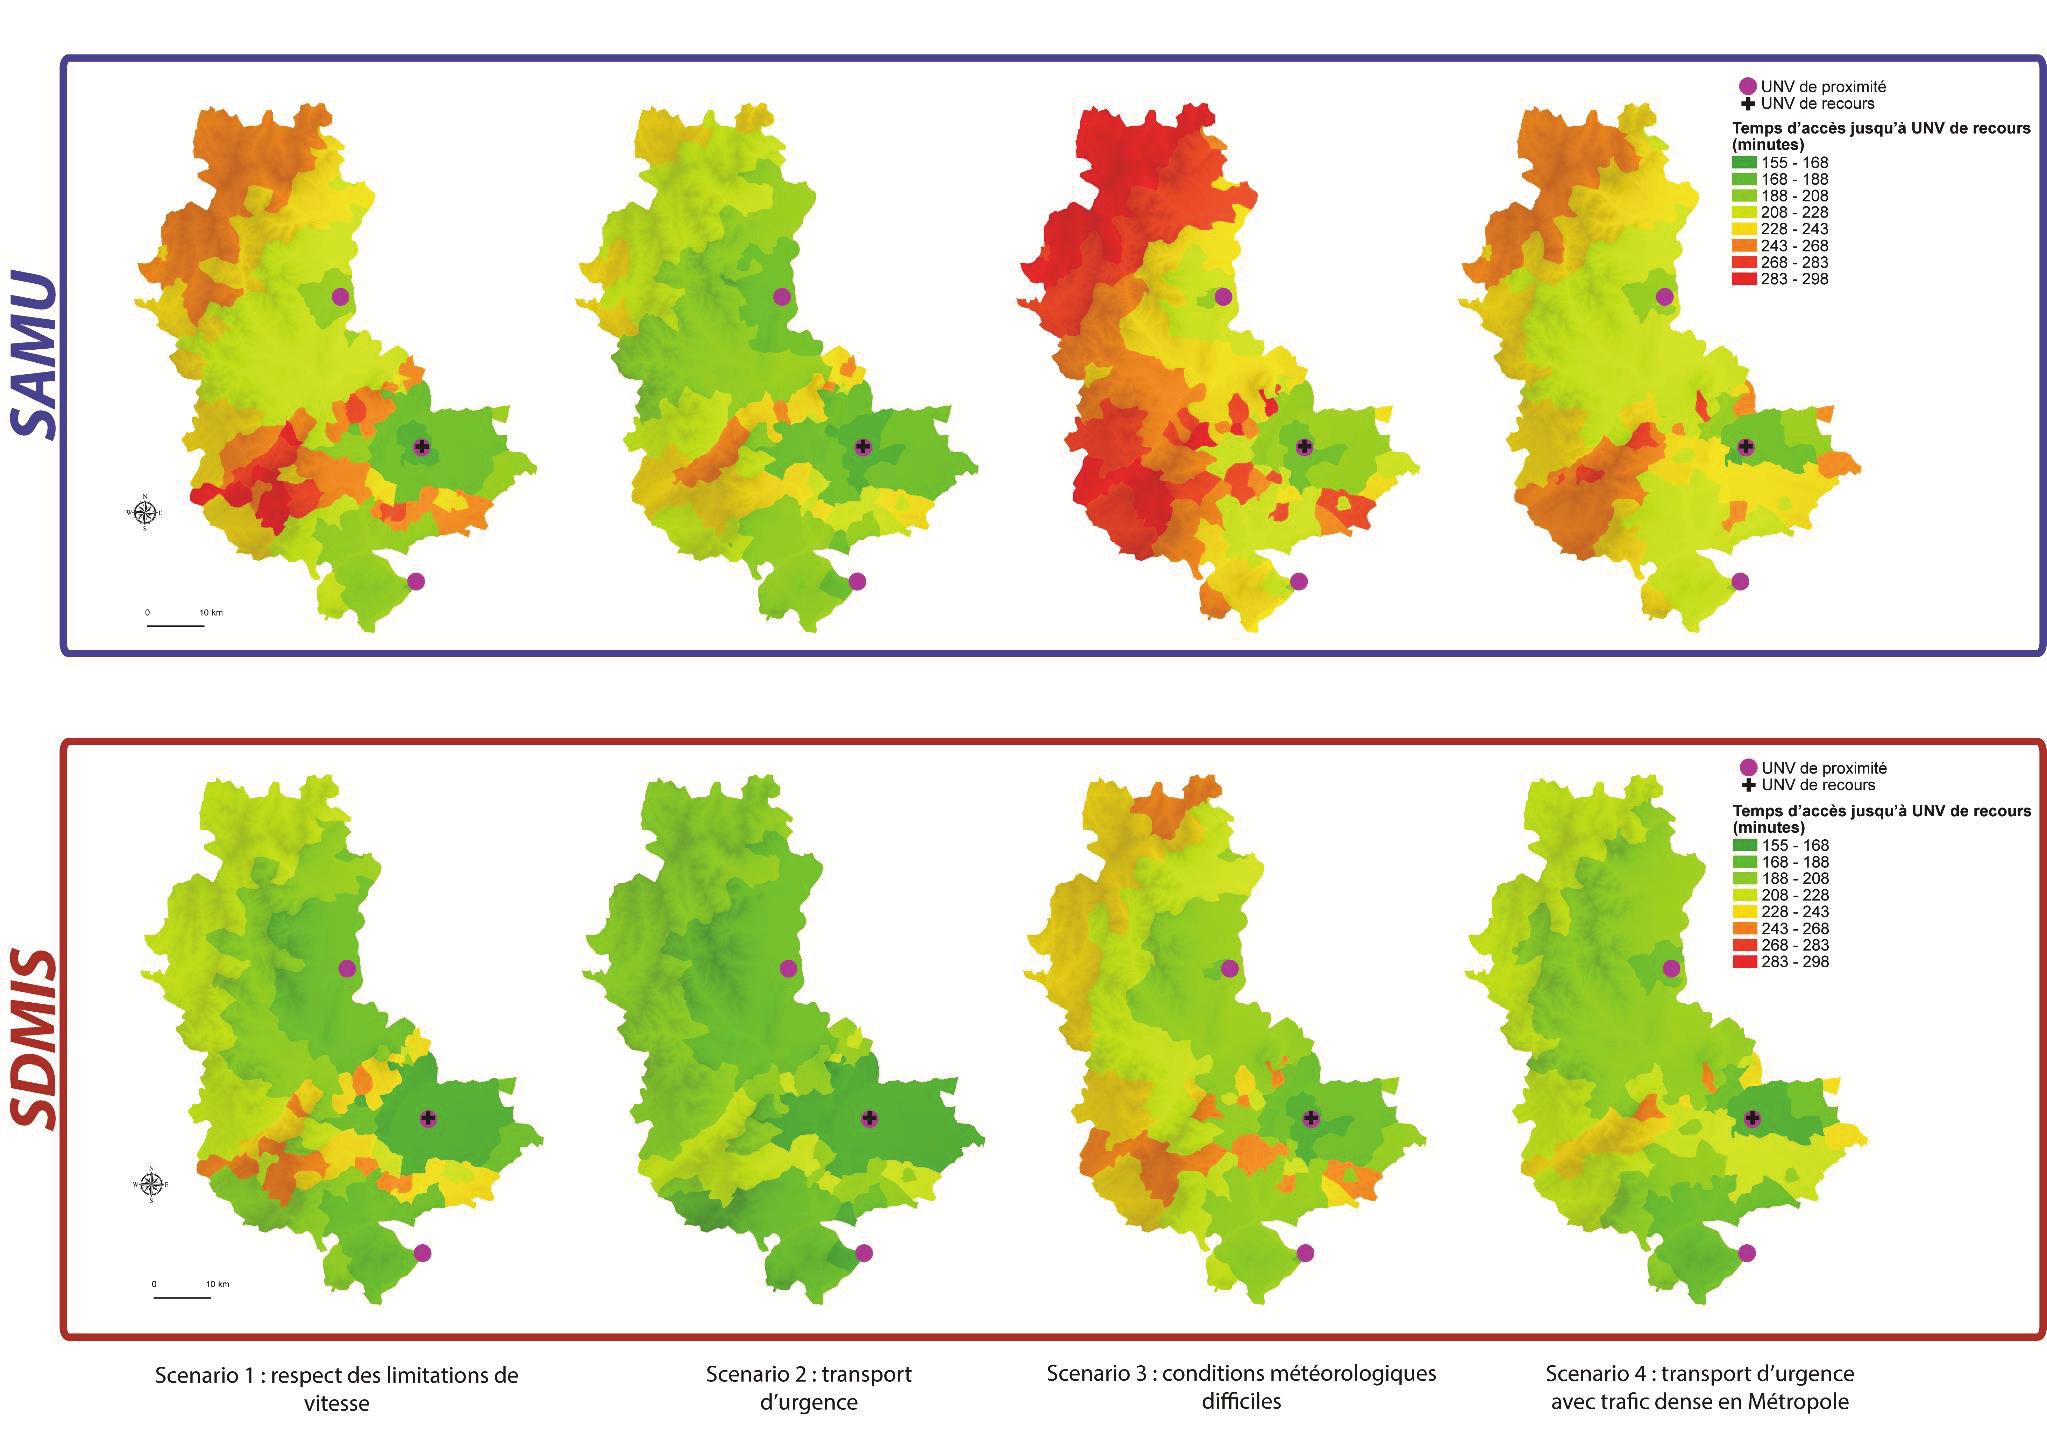 SAMU
UNV de proximité
UNV de recours
Temps d'accès jusqu'à UNV de recours
(minutes)
155 - 168
168 - 188
188 - 208
208 - 228
228 - 243
243 - 268
268 - 283
283 - 298
N
W E
S
0 10 km
SDMIS
UNV de proximité
UNV de recours
Temps d'accès jusqu'à UNV de recours
(minutes)
155 - 168
168 - 188
188 - 208
208 - 228
228 - 243
243 - 268
268 - 283
283 - 298
N
W E
S
0 10 km
Scenario 1 : respect des limitations de
vitesse
Scenario 2 : transport
d'urgence
Scenario 3 : conditions météorologiques
difficiles
Scenario 4 : transport d'urgence
avec trafic dense en Métropole